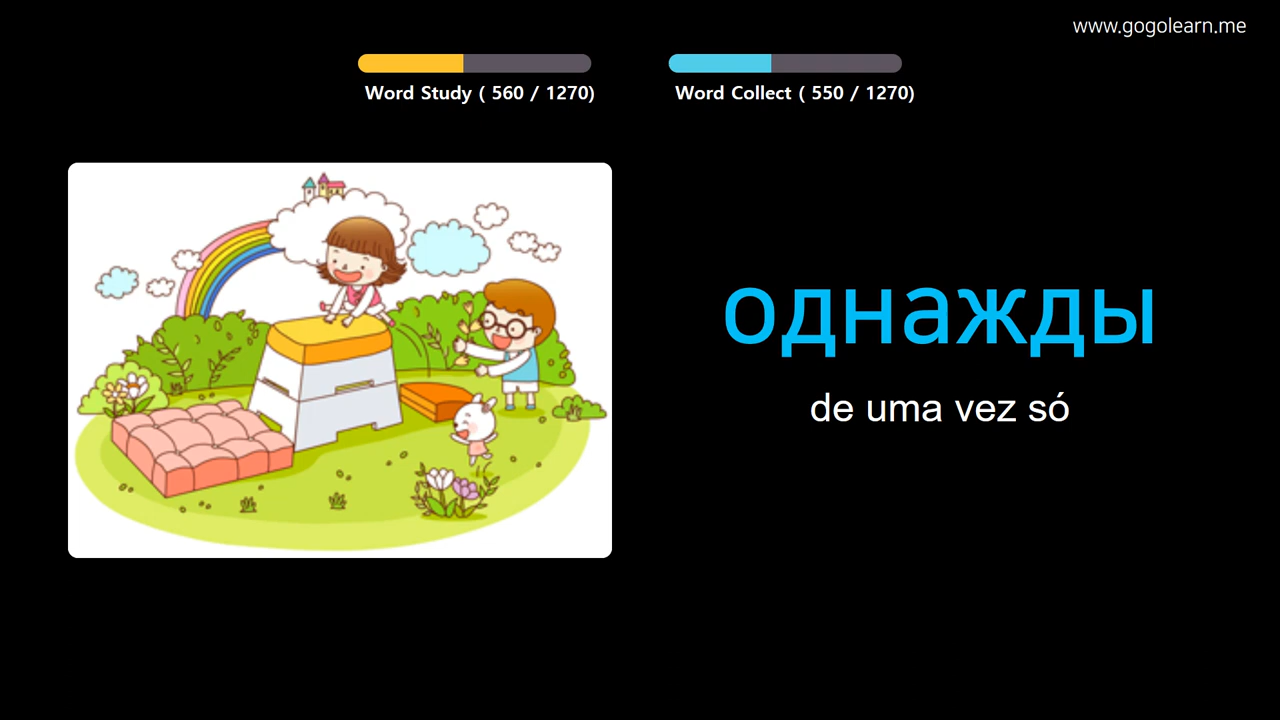 www.gogolearn.me
Word Study ( 560 / 1270)
Word Collect ( 550 / 1270)
однажды
de uma vez só